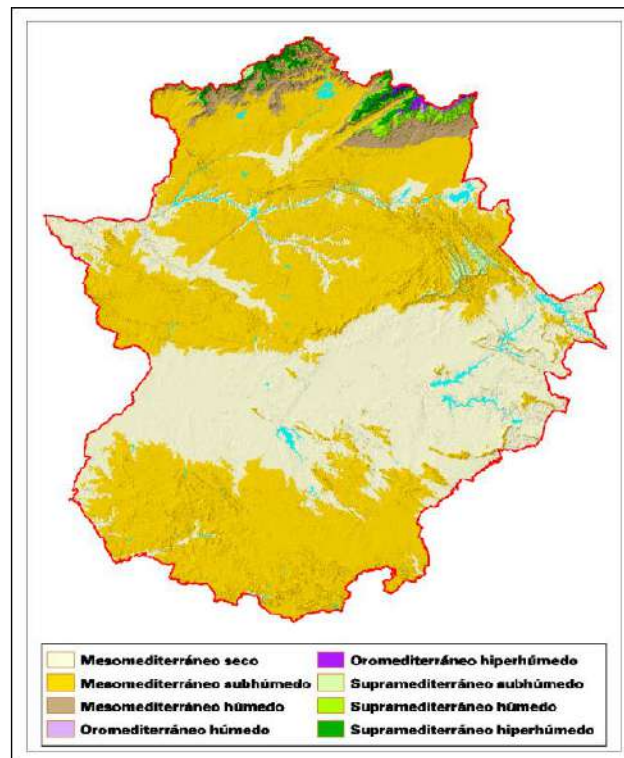 Mesomediterráneo seco
Mesomediterráneo subhúmedo
Mesomediterráneo húmedo
Oromediterráneo húmedo
Oromediterráneo hiperhúmedo
Supramediterráneo subhúmedo
Supramediterráneo húmedo
Supramediterráneo hiperhúmedo